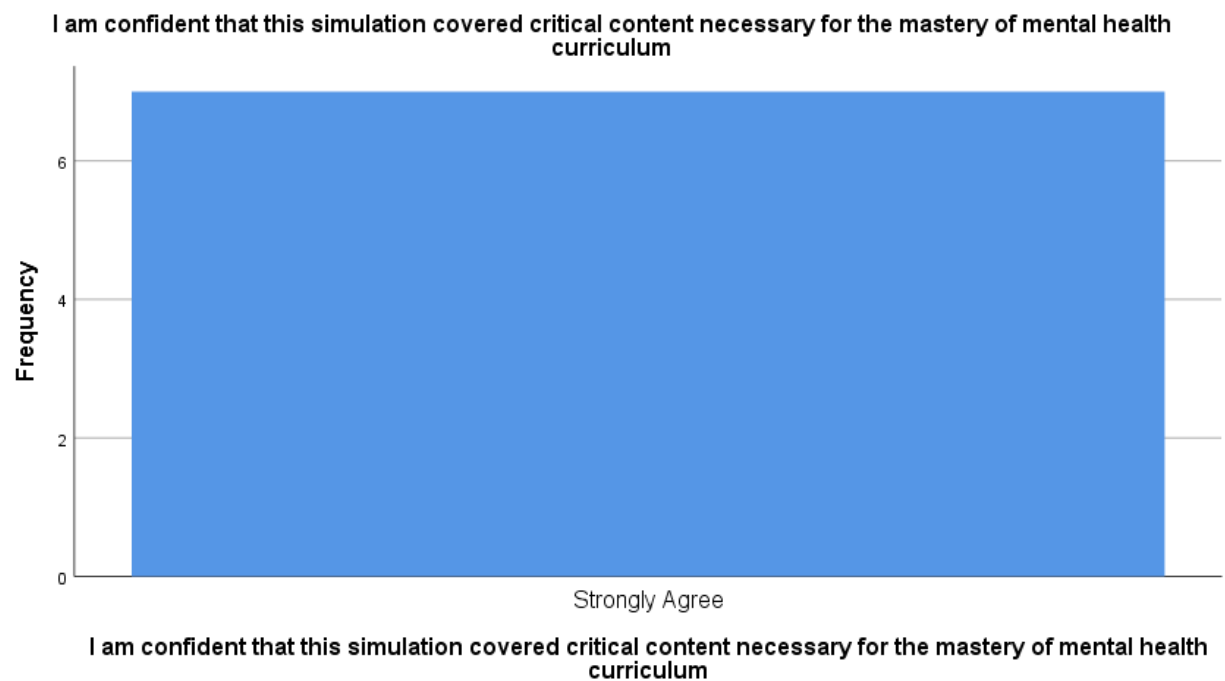 I am confident that this simulation covered critical content necessary for the mastery of mental health
curriculum
6
4
2
0
Frequency
Strongly Agree
I am confident that this simulation covered critical content necessary for the mastery of mental health
curriculum